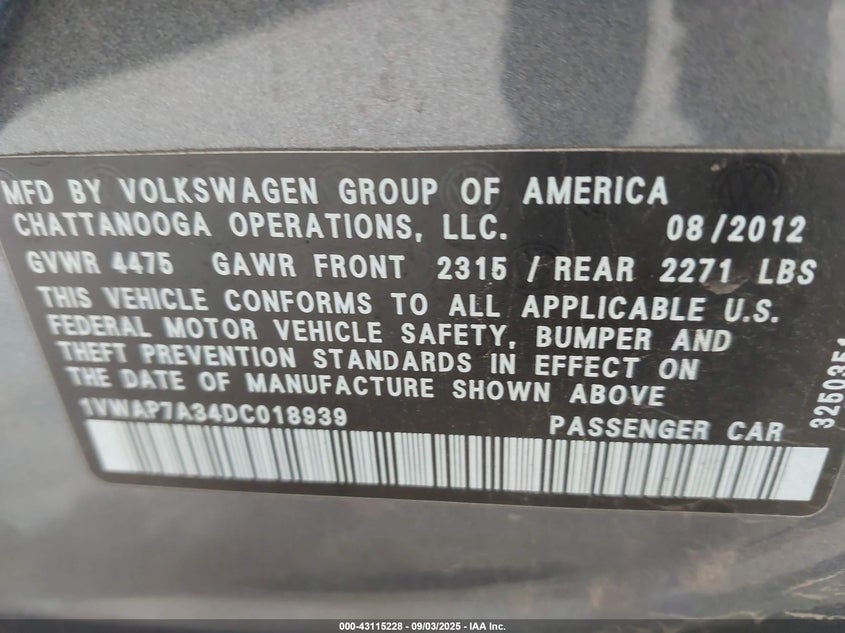 MFD BY VOLKSWAGEN GROUP OF AMERICA
CHATTANOOGA OPERATIONS, LLC. 08/2012
GVWR 4475 GAWR FRONT 2315 / REAR 2271 LBS
THIS VEHICLE CONFORMS TO ALL APPLICABLE U.S.
FEDERAL MOTOR VEHICLE SAFETY, BUMPER AND
THEFT PREVENTION STANDARDS IN EFFECT ON
THE DATE OF MANUFACTURE SHOWN ABOVE
1VWAP7A34DC018939 PASSENGER CAR
3250354
000-43115228 - 09/03/2025 - IAA Inc.